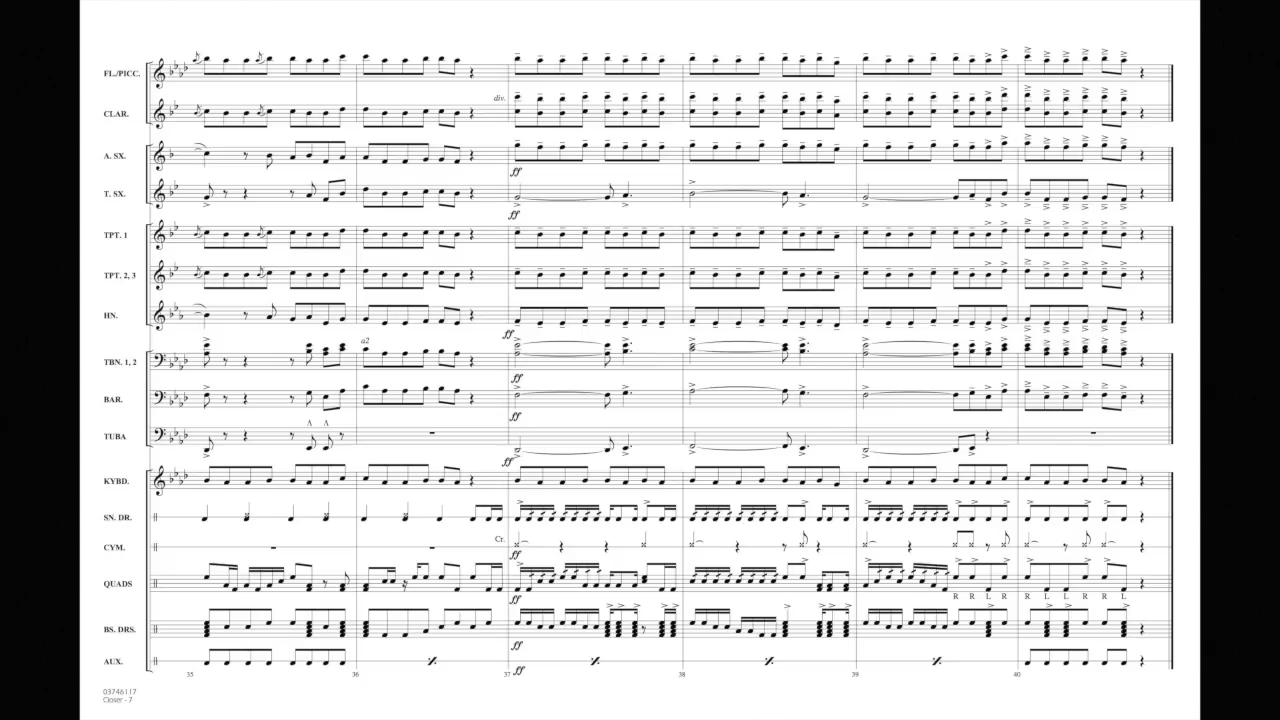 FL./PICC.
div.
CLAR.
A. SX.
ff
T. SX.
ff
TPT. 1
TPT. 2, 3
HN.
ff
a2
TBN. 1, 2
ff
BAR.
ff
TUBA
ff
KYBD.
SN. DR.
Cr.
CYM.
ff
QUADS
ff
R R L R R L L R R L
BS. DRS.
ff
AUX.
ff
35 36 37 38 39 40
03746117
Closer - 7